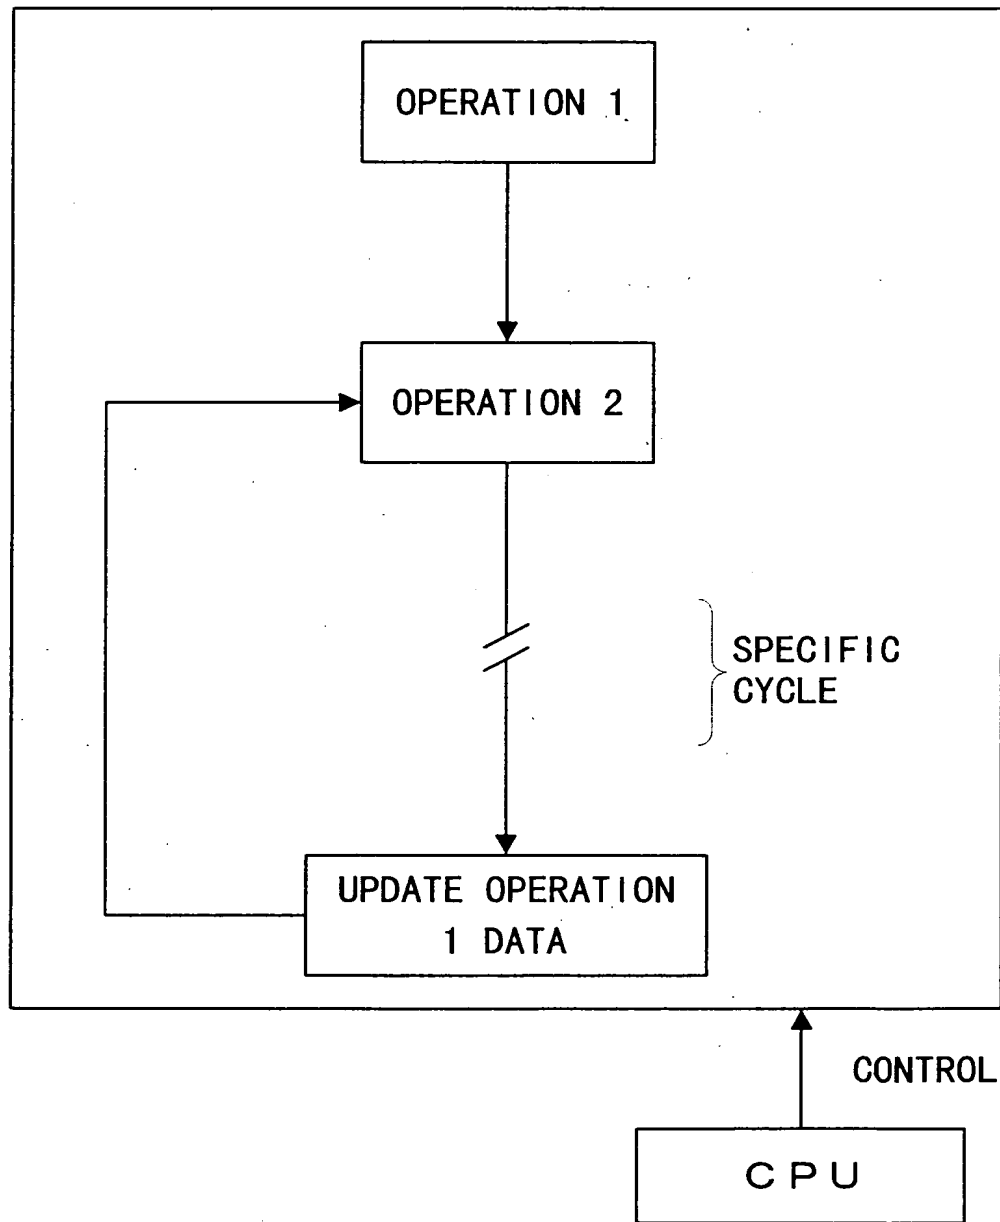 OPERATION 1
OPERATION 2
SPECIFIC
CYCLE
UPDATE OPERATION
1 DATA
CONTROL
CPU